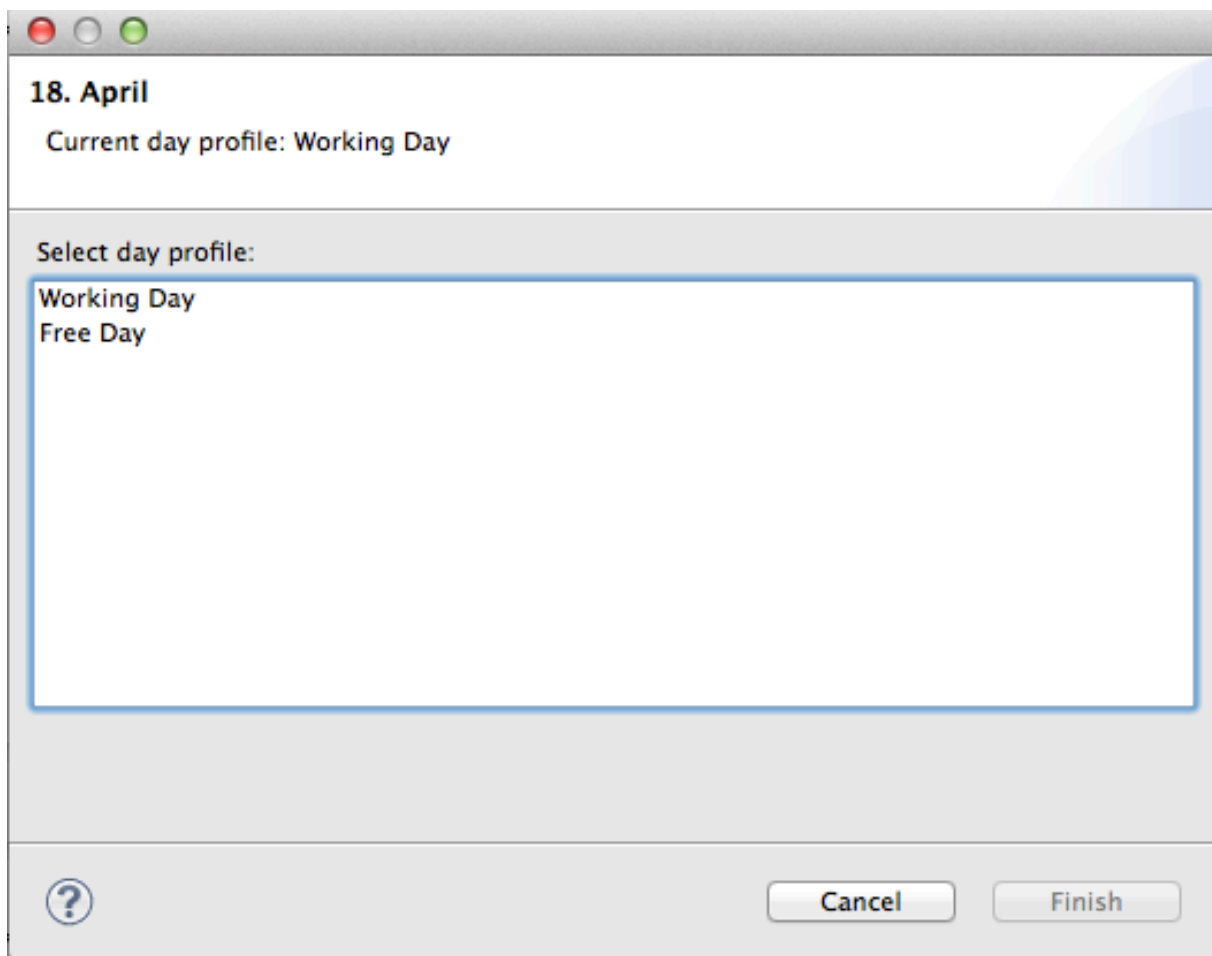 18. April
Current day profile: Working Day
Select day profile:
Working Day
Free Day
?
Cancel
Finish